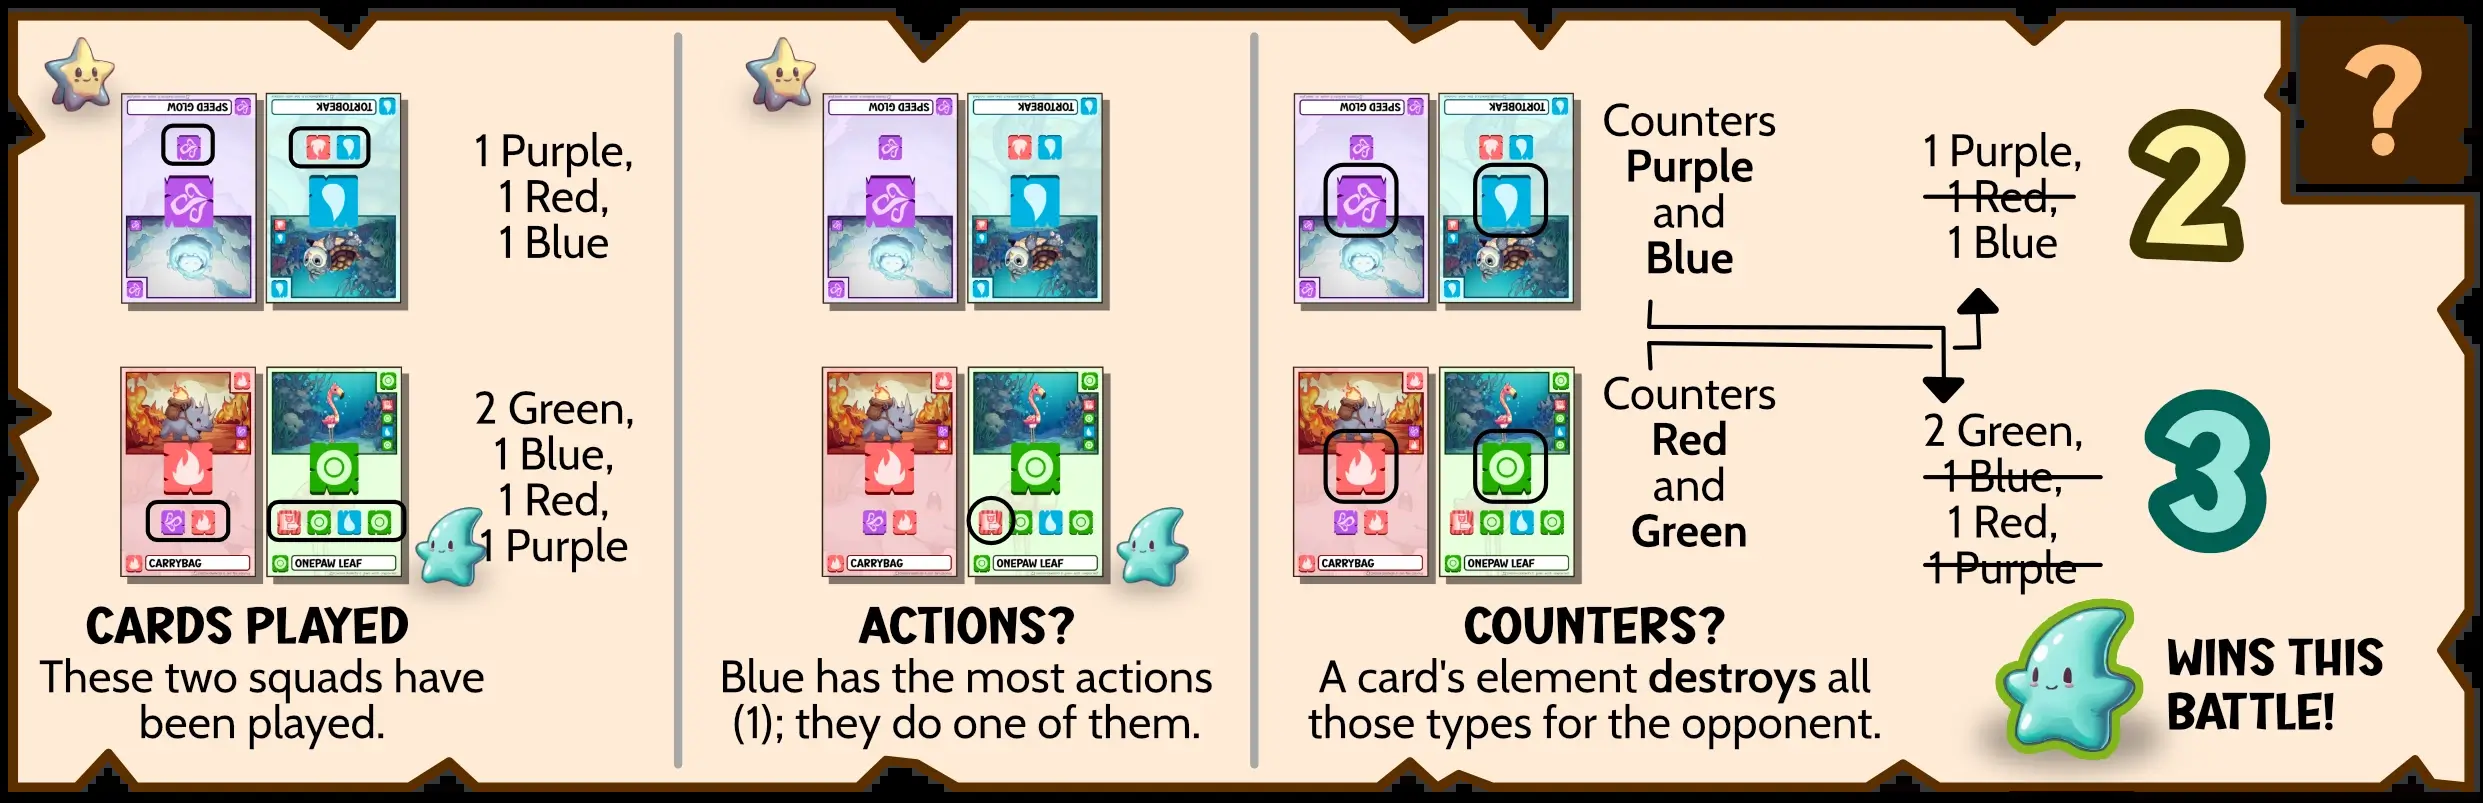 SPEED GLOW
TORTOBEAK
1 Purple,
1 Red,
1 Blue
CARRYBAG
ONEPAW LEAF
2 Green,
1 Blue,
1 Red,
1 Purple
CARDS PLAYED
These two squads have
been played.
SPEED GLOW
TORTOBEAK
CARRYBAG
ONEPAW LEAF
ACTIONS?
Blue has the most actions
(1); they do one of them.
SPEED GLOW
TORTOBEAK
Counters
Purple
and
Blue
1 Purple,
1 Red,
1 Blue
2
?
CARRYBAG
ONEPAW LEAF
Counters
Red
and
Green
2 Green,
1 Blue,
1 Red,
1 Purple
3
COUNTERS?
A card's element destroys all
those types for the opponent.
WINS THIS
BATTLE!